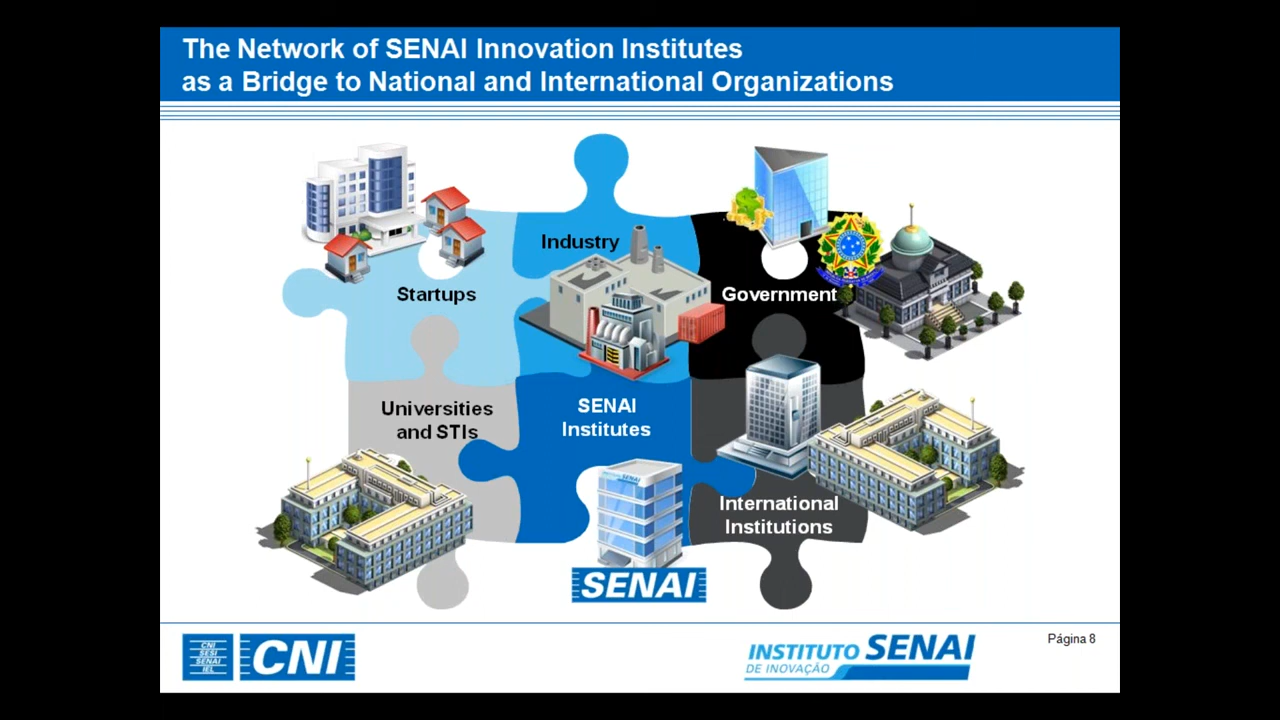 The Network of SENAI Innovation Institutes
as a Bridge to National and International Organizations
Industry
Startups
Government
Universities
and STIs
SENAI
Institutes
International
Institutions
SENAI
SENAI
CNI
SESI
SENAI
IEL
CNI
INSTITUTO SENAI
DE INOVAÇÃO
Página 8